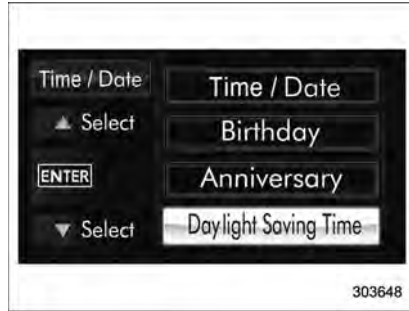 Time / Date
Time / Date
▲ Select
Birthday
ENTER
Anniversary
▼ Select
Daylight Saving Time
303648